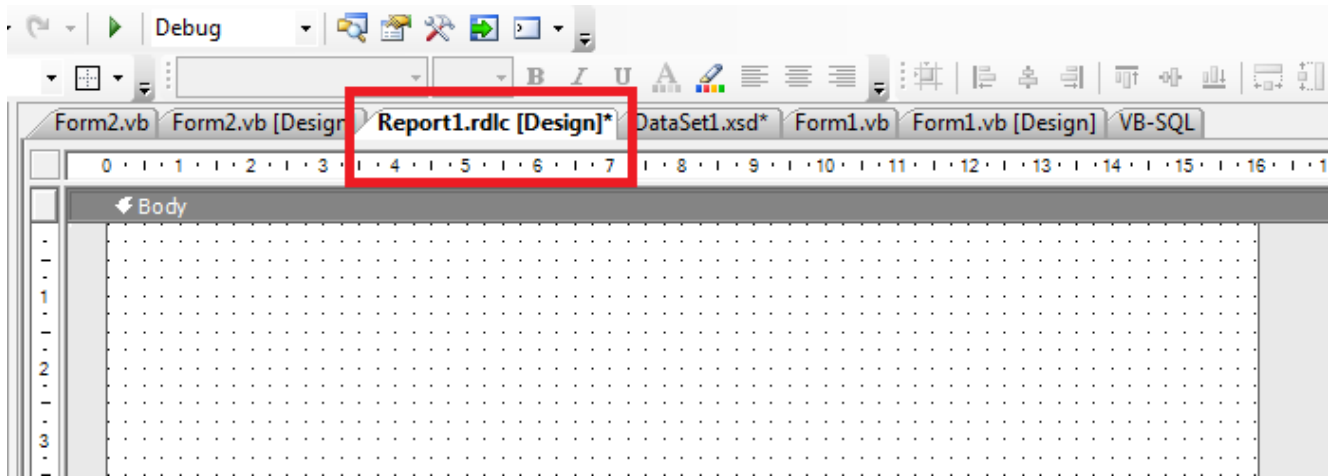 Debug
B I U A
Form2.vb Form2.vb [Design Report1.rdlc [Design]* DataSet1.xsd* Form1.vb Form1.vb [Design] VB-SQL
0 1 2 3 4 5 6 7 8 9 10 11 12 13 14 15 16 1
Body
1
2
3